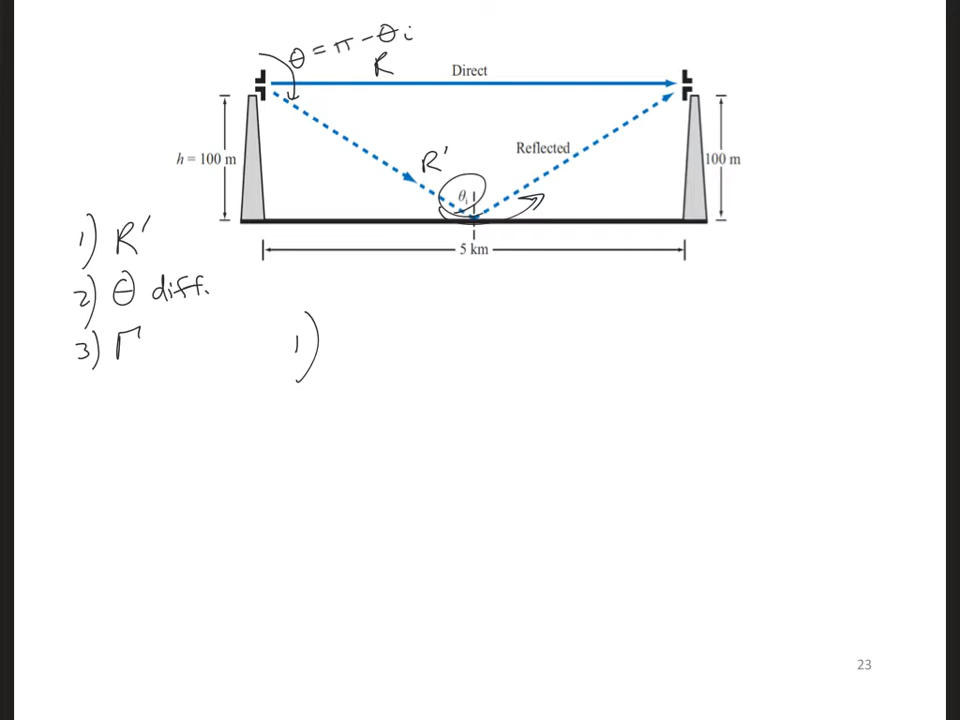 θ = π - θi
R
Direct
h = 100 m
R′
Reflected
100 m
θi
5 km
1) R′
2) θ diff.
3) Γ
1)
23